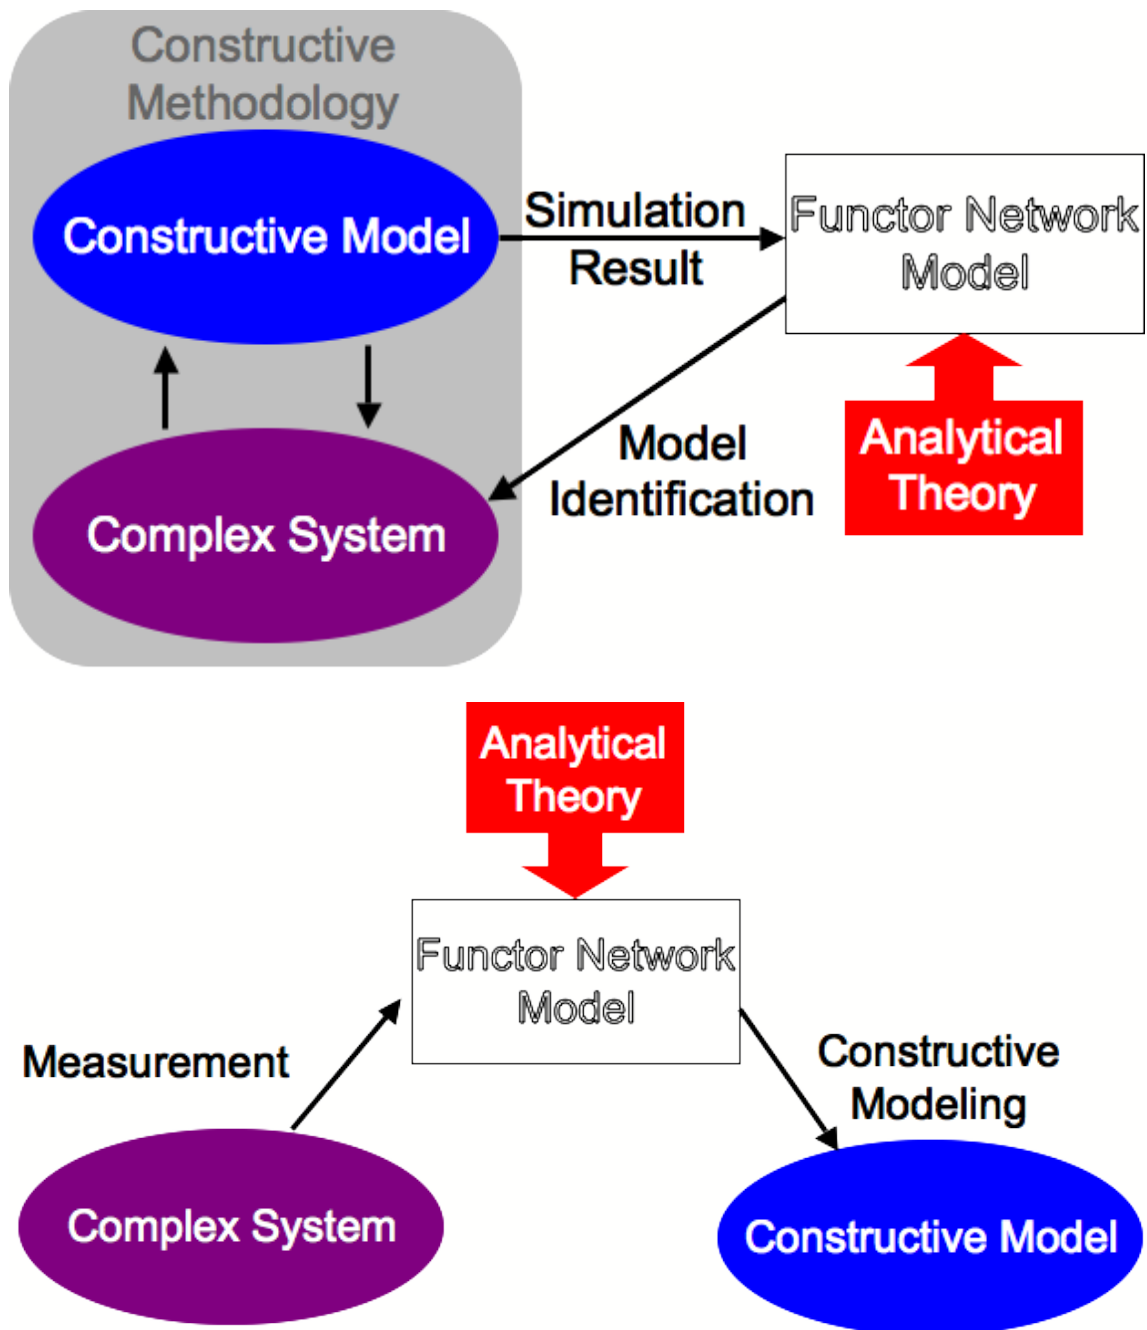 Constructive
Methodology
Constructive Model
Simulation
Result
Functor Network
Model
Analytical
Theory
Model
Identification
Complex System
Analytical
Theory
Functor Network
Model
Measurement
Constructive
Modeling
Complex System
Constructive Model